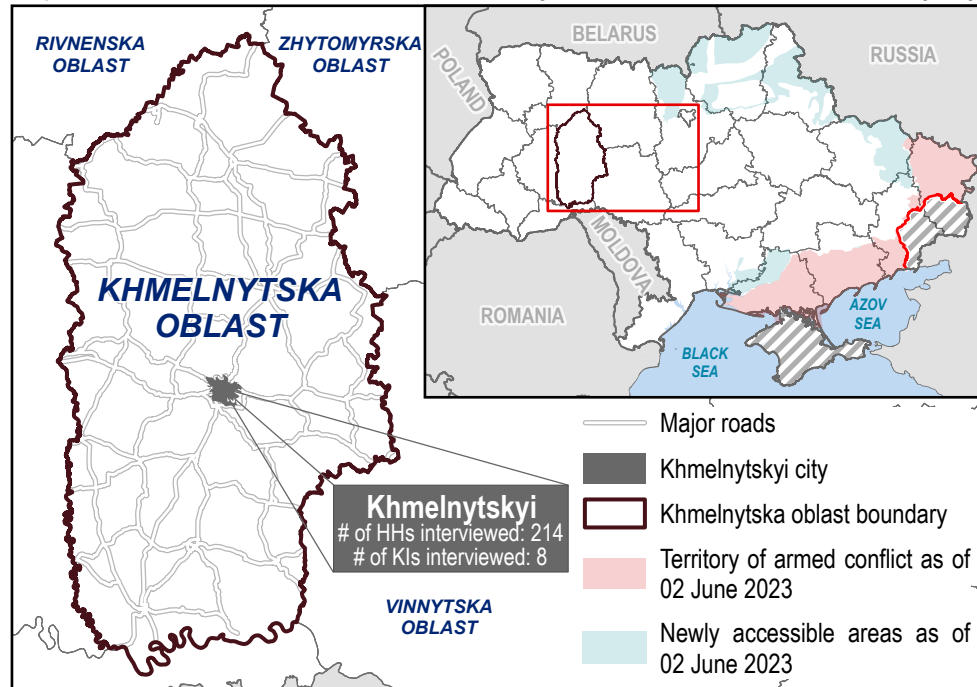 RIVNENSKA
OBLAST
ZHYTOMYRSKA
OBLAST
KHMELNYTSKA
OBLAST
Khmelnytskyi
# of HHs interviewed: 214
# of KIs interviewed: 8
VINNYTSKA
OBLAST
BELARUS
POLAND
RUSSIA
MOLDOVA
ROMANIA
BLACK
SEA
AZOV
SEA
Major roads
Khmelnytskyi city
Khmelnytska oblast boundary
Territory of armed conflict as of
02 June 2023
Newly accessible areas as of
02 June 2023